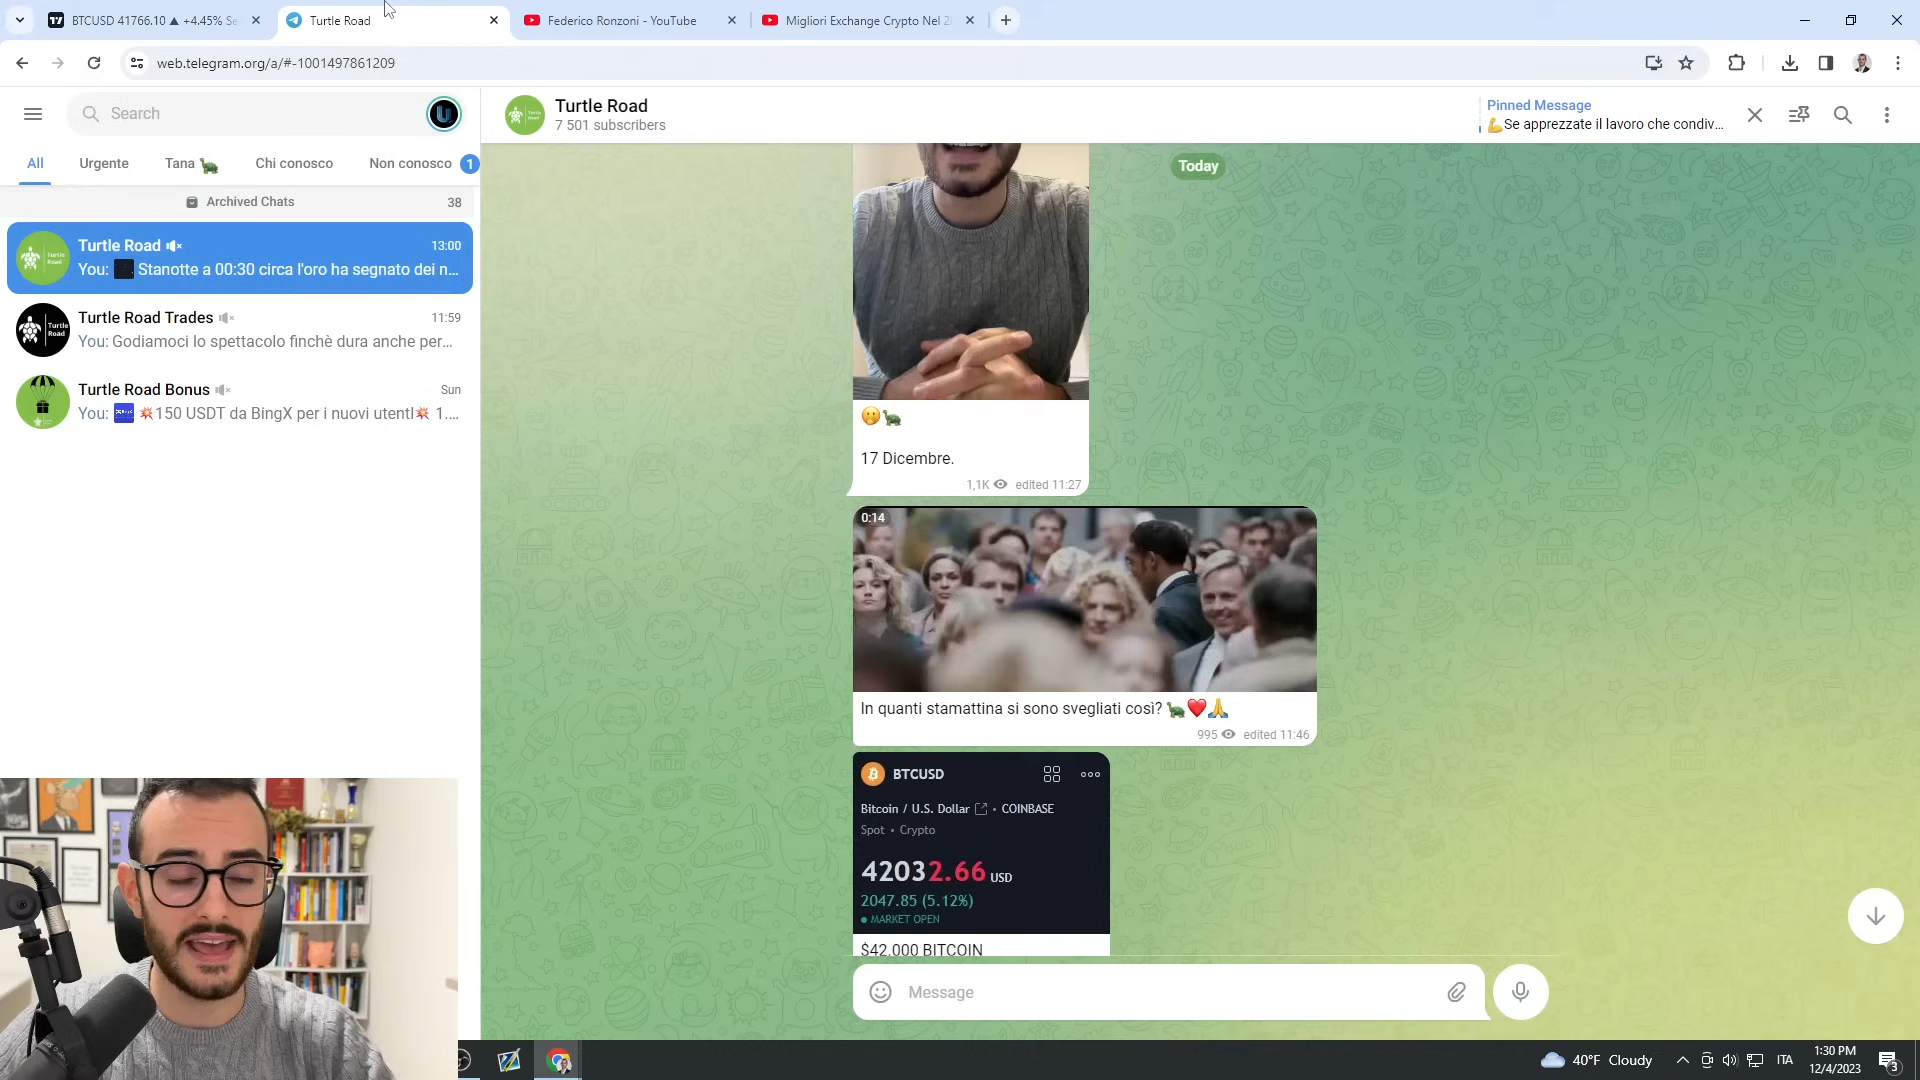 BTCUSD 41766.10 ▲ +4.45%
Turtle Road
Federico Ronzoni - YouTube
Migliori Exchange Crypto Nel
web.telegram.org/a/#-1001497861209
Search
Turtle Road
7 501 subscribers
Pinned Message
💪Se apprezzate il lavoro che condiv...
All
Urgente
Tana 🐢
Chi conosco
Non conosco 1
Archived Chats 38
Turtle Road 13:00
You: Stanotte a 00:30 circa l'oro ha segnato dei n...
Turtle Road Trades 11:59
You: Godiamoci lo spettacolo finchè dura anche per...
Turtle Road Bonus Sun
You: 💥150 USDT da BingX per i nuovi utentI💥 1....
Today
🤫🐢
17 Dicembre.
1,1K edited 11:27
0:14
In quanti stamattina si sono svegliati così? 🐢❤️🙏
995 edited 11:46
BTCUSD
Bitcoin / U.S. Dollar • COINBASE
Spot • Crypto
42032.66 USD
2047.85 (5.12%)
MARKET OPEN
$42.000 BITCOIN
Message
40°F Cloudy
ITA
1:30 PM
12/4/2023
3